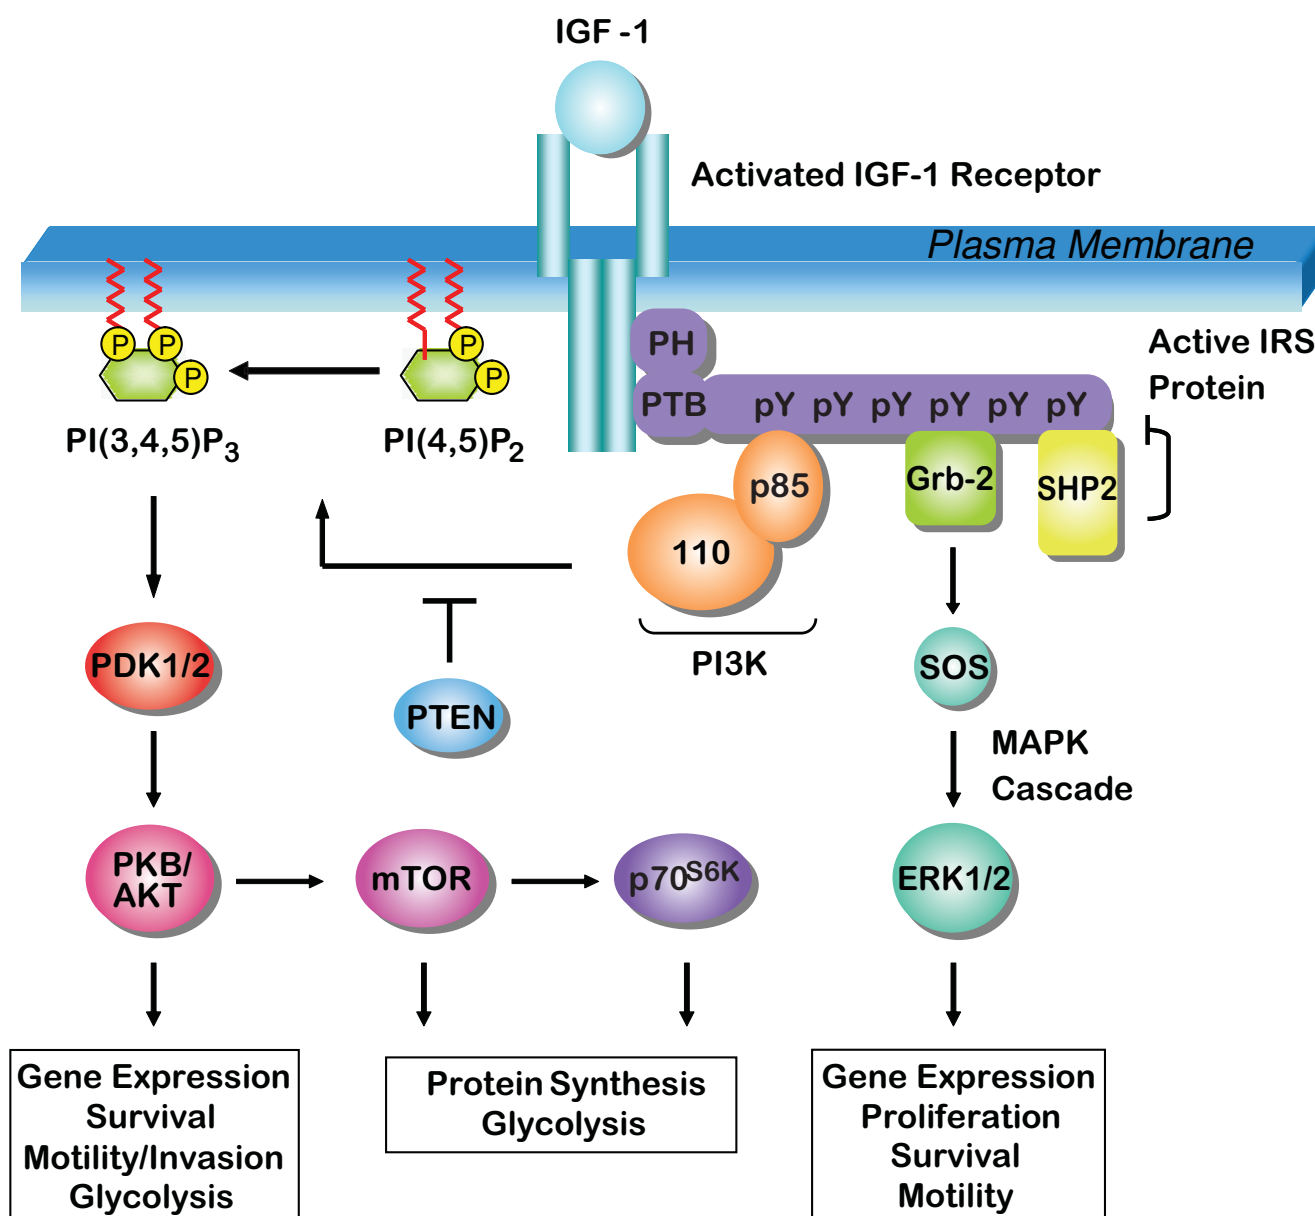 IGF -1
Activated IGF-1 Receptor
Plasma Membrane
P
P
P
P
P
PI(3,4,5)P3
PI(4,5)P2
PH
PTB
pY pY pY pY pY pY
Active IRS
Protein
p85
110
PI3K
Grb-2
SHP2
PDK1/2
PTEN
SOS
MAPK
Cascade
PKB/
AKT
mTOR
p70S6K
ERK1/2
Gene Expression
Survival
Motility/Invasion
Glycolysis
Protein Synthesis
Glycolysis
Gene Expression
Proliferation
Survival
Motility